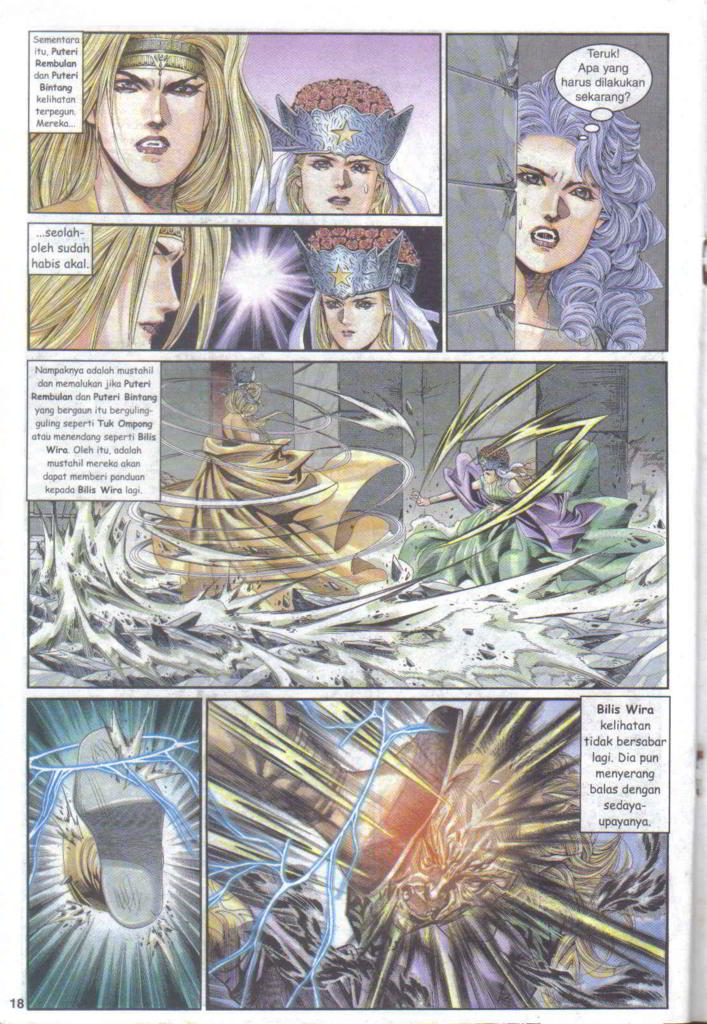 Sementara
itu, Puteri
Rembulan
dan Puteri
Bintang
kelihatan
terpegun.
Mereka...
Teruk!
Apa yang
harus dilakukan
sekarang?
...seolah-
oleh sudah
habis akal.
Nampaknya adalah mustahil
dan memalukan jika Puteri
Rembulan dan Puteri Bintang
yang bergaun itu berguling-
guling seperti Tuk Ompong
atau menendang seperti Bilis
Wira. Oleh itu, adalah
mustahil mereka akan
dapat memberi panduan
kepada Bilis Wira lagi.
Bilis Wira
kelihatan
tidak bersabar
lagi. Dia pun
menyerang
balas dengan
sedaya-
upayanya.
18